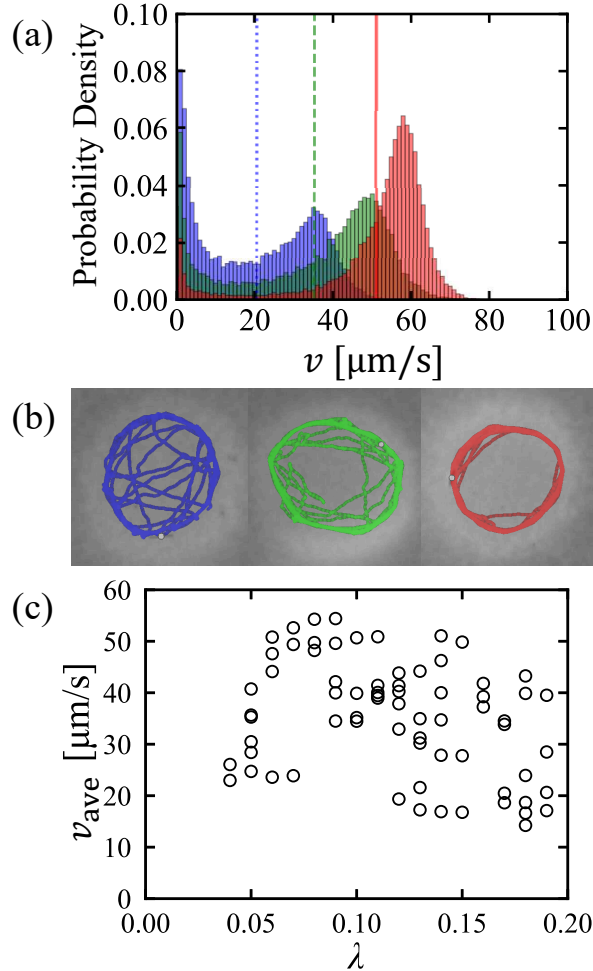 (a)
Probability Density
0.10
0.08
0.06
0.04
0.02
0.00
0 20 40 60 80 100
v [μm/s]
(b)
(c)
v_ave [μm/s]
60
50
40
30
20
10
0
0.00 0.05 0.10 0.15 0.20
λ